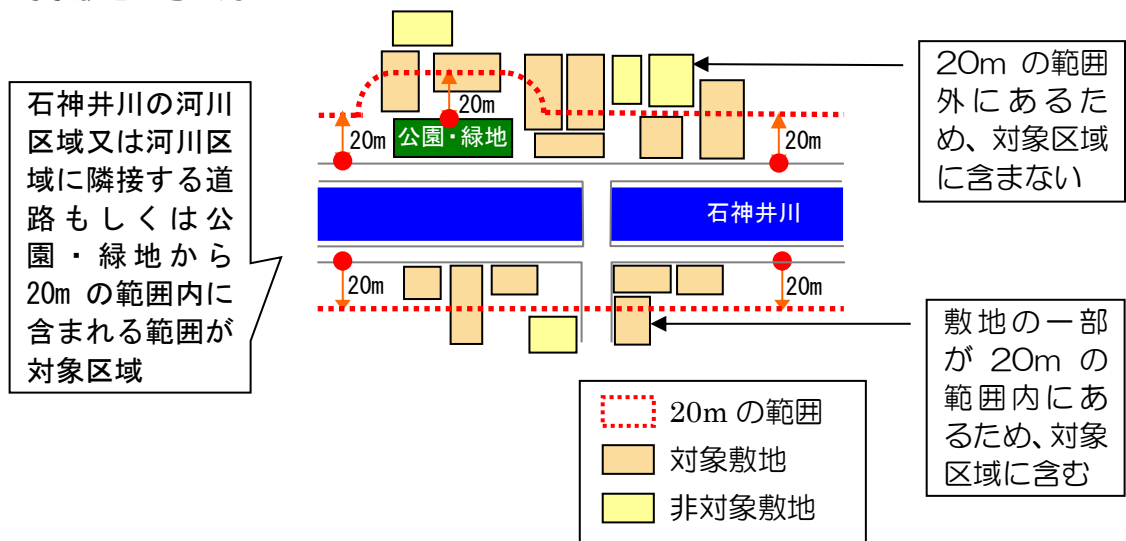 石神井川の河川
区域又は河川区
域に隣接する道
路もしくは公
園・緑地から
20m の範囲内に
含まれる範囲が
対象区域
20m
20m
公園・緑地
20m
石神井川
20m
20m
20m の範囲
外にあるた
め、対象区域
に含まない
敷地の一部
が 20m の
範囲内にあ
るため、対象
区域に含む
20m の範囲
対象敷地
非対象敷地